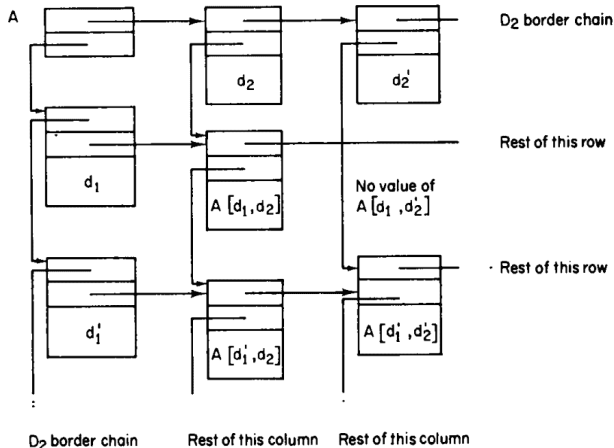 A
D₂ border chain
d₂
d₂′
Rest of this row
d₁
A [d₁, d₂]
No value of
A [d₁, d₂′]
Rest of this row
d₁′
A [d₁′, d₂]
A [d₁′, d₂′]
D₂ border chain
Rest of this column
Rest of this column